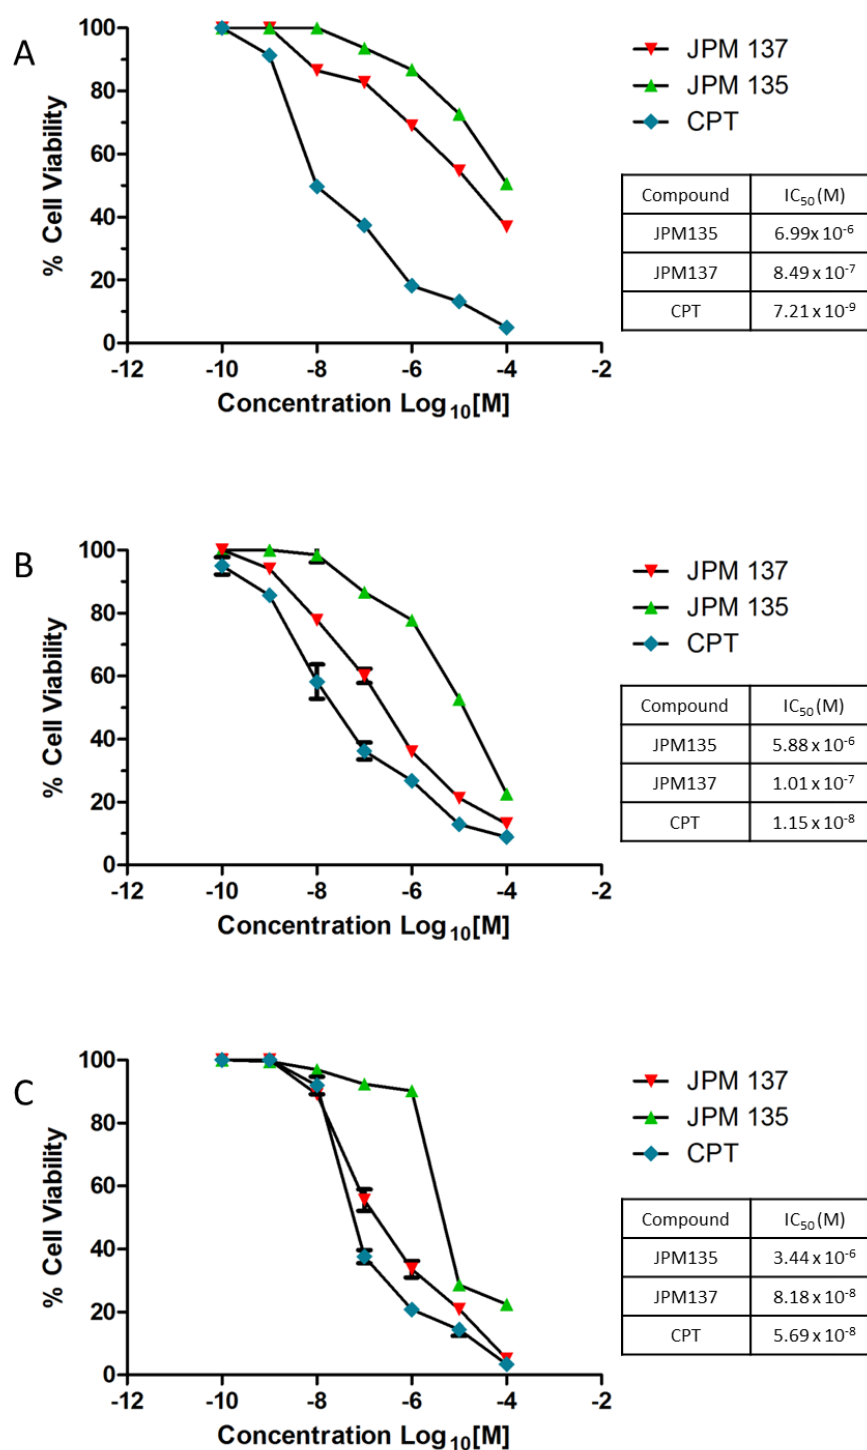 A
% Cell Viability
100
80
60
40
20
0
-12 -10 -8 -6 -4 -2
Concentration Log₁₀[M]
JPM 137
JPM 135
CPT
Compound IC₅₀(M)
JPM135 6.99x 10⁻⁶
JPM137 8.49 x 10⁻⁷
CPT 7.21 x 10⁻⁹
B
% Cell Viability
100
80
60
40
20
0
-12 -10 -8 -6 -4 -2
Concentration Log₁₀[M]
JPM 137
JPM 135
CPT
Compound IC₅₀(M)
JPM135 5.88 x 10⁻⁶
JPM137 1.01 x 10⁻⁷
CPT 1.15 x 10⁻⁸
C
% Cell Viability
100
80
60
40
20
0
-12 -10 -8 -6 -4 -2
Concentration Log₁₀[M]
JPM 137
JPM 135
CPT
Compound IC₅₀(M)
JPM135 3.44 x 10⁻⁶
JPM137 8.18 x 10⁻⁸
CPT 5.69 x 10⁻⁸